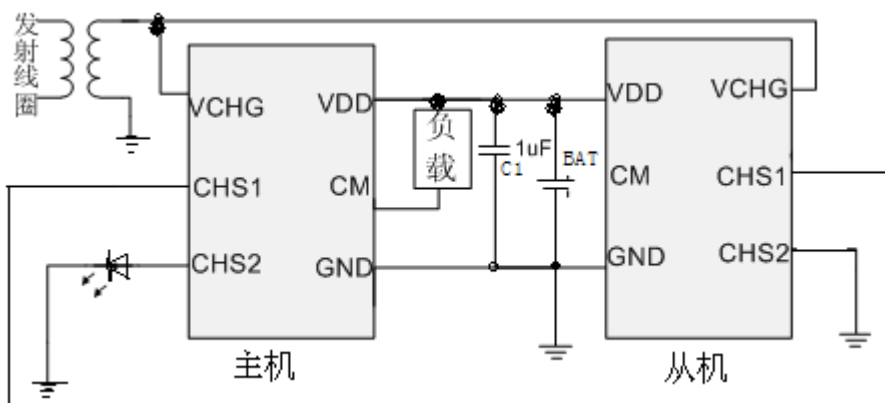 发射线圈
VCHG
CHS1
CHS2
VDD
CM
GND
主机
负载
1uF
C1
BAT
VDD
CM
GND
VCHG
CHS1
CHS2
从机